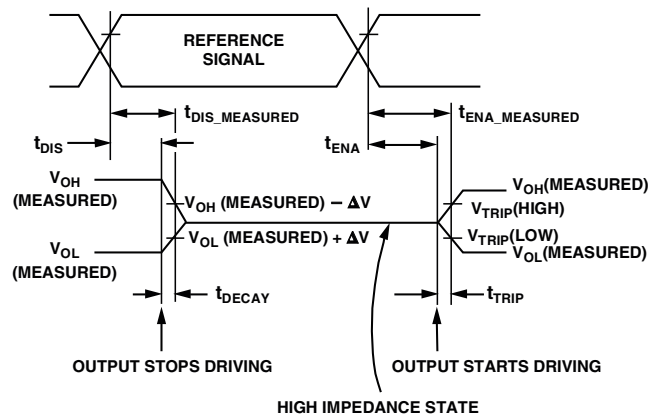 REFERENCE
SIGNAL
tDIS_MEASURED
tENA_MEASURED
tDIS
tENA
VOH
(MEASURED)
VOH (MEASURED) – ΔV
VOH(MEASURED)
VTRIP(HIGH)
VOL
(MEASURED)
VOL (MEASURED) + ΔV
VTRIP(LOW)
VOL(MEASURED)
tDECAY
tTRIP
OUTPUT STOPS DRIVING
OUTPUT STARTS DRIVING
HIGH IMPEDANCE STATE